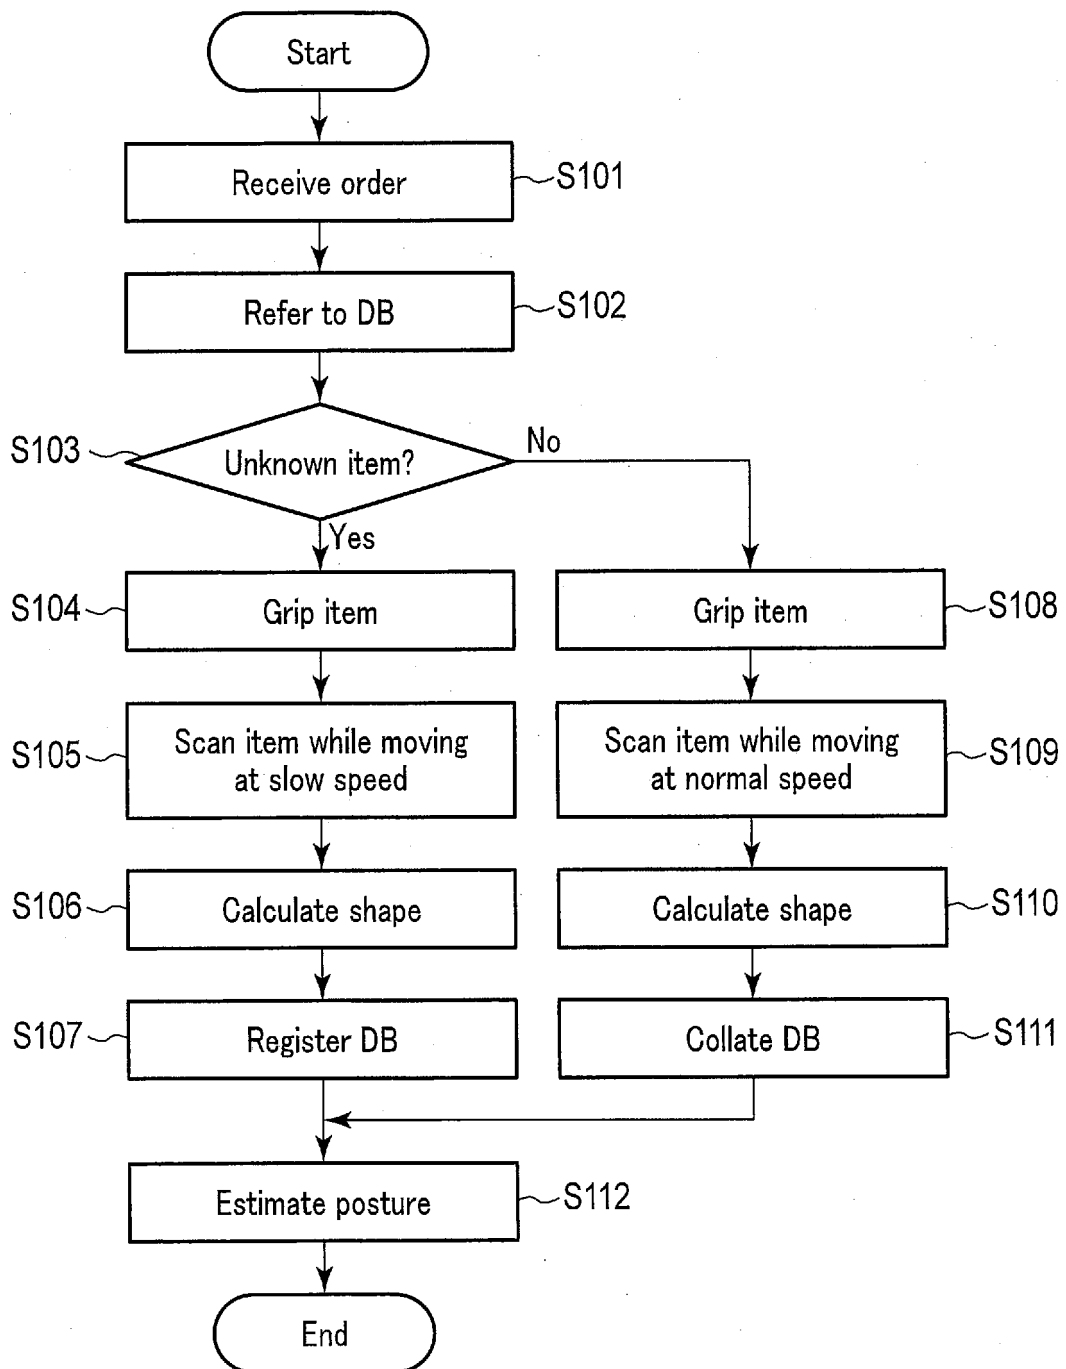 Start
Receive order
S101
Refer to DB
S102
S103
Unknown item?
No
Yes
S104
Grip item
Grip item
S108
S105
Scan item while moving
at slow speed
Scan item while moving
at normal speed
S109
S106
Calculate shape
Calculate shape
S110
S107
Register DB
Collate DB
S111
Estimate posture
S112
End